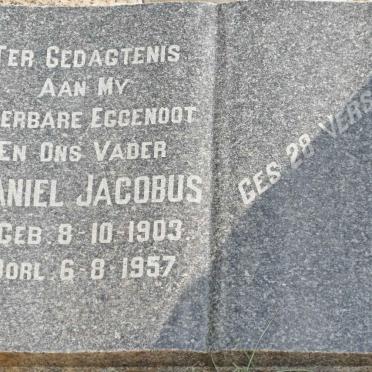 TER GEDAGTENIS
AAN MY
EERBARE EGGENOOT
EN ONS VADER
ANIEL JACOBUS
GEB. 8-10-1903
OORL. 6-8-1957
GES 28 VERS